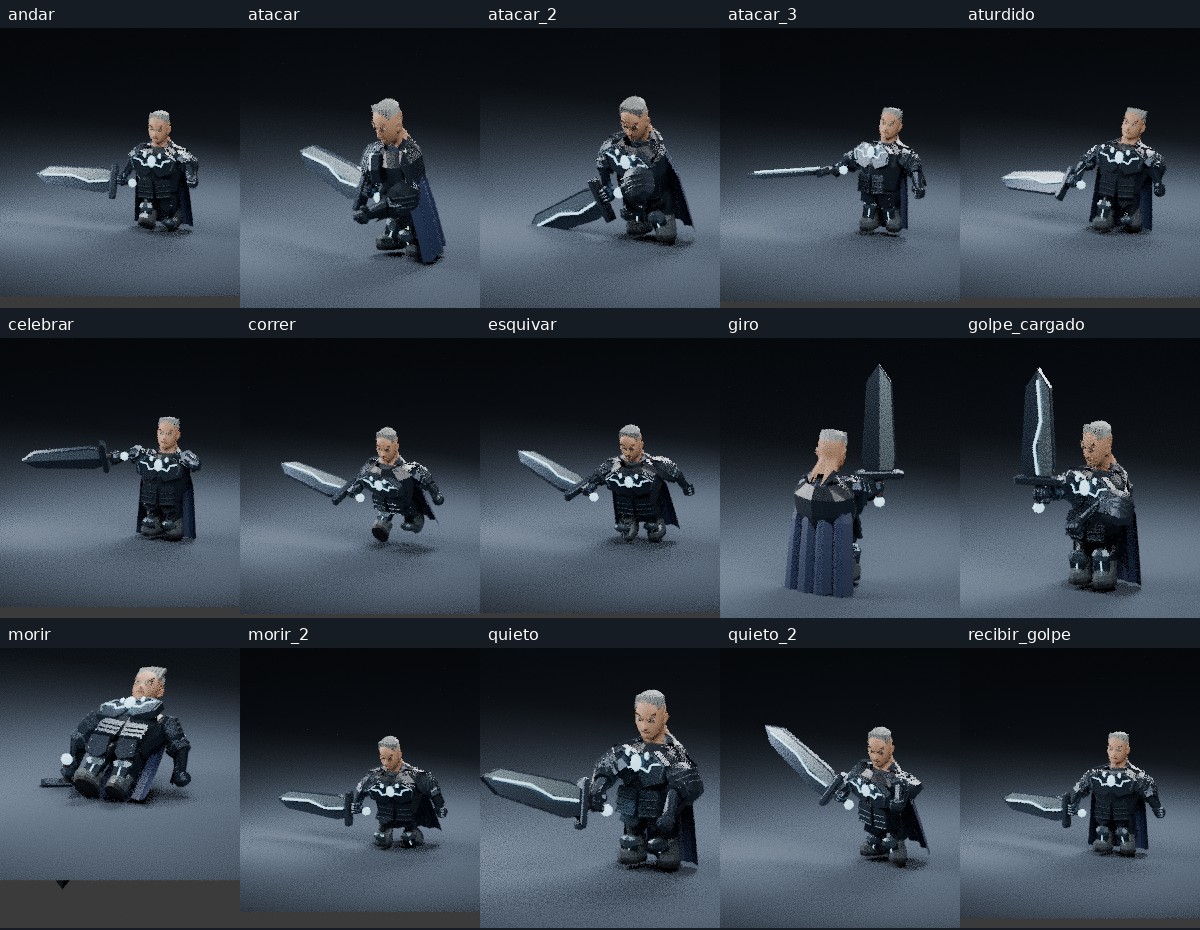 andar
atacar
atacar_2
atacar_3
aturdido
celebrar
correr
esquivar
giro
golpe_cargado
morir
morir_2
quieto
quieto_2
recibir_golpe